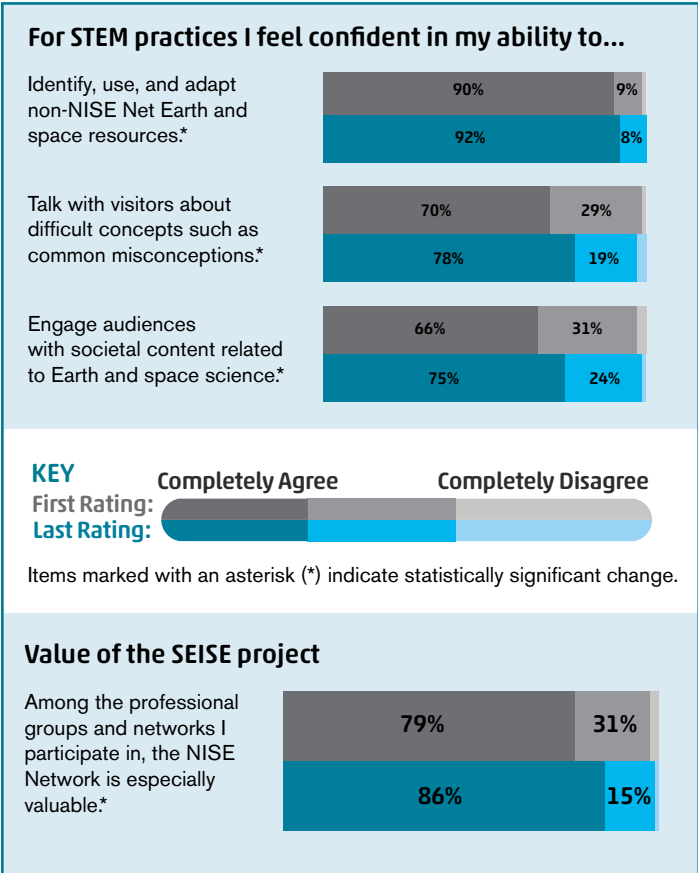 For STEM practices I feel confident in my ability to...
Identify, use, and adapt
non-NISE Net Earth and
space resources.*
90% 9%
92% 8%
Talk with visitors about
difficult concepts such as
common misconceptions.*
70% 29%
78% 19%
Engage audiences
with societal content related
to Earth and space science.*
66% 31%
75% 24%
KEY
Completely Agree Completely Disagree
First Rating:
Last Rating:
Items marked with an asterisk (*) indicate statistically significant change.
Value of the SEISE project
Among the professional
groups and networks I
participate in, the NISE
Network is especially
valuable.*
79% 31%
86% 15%